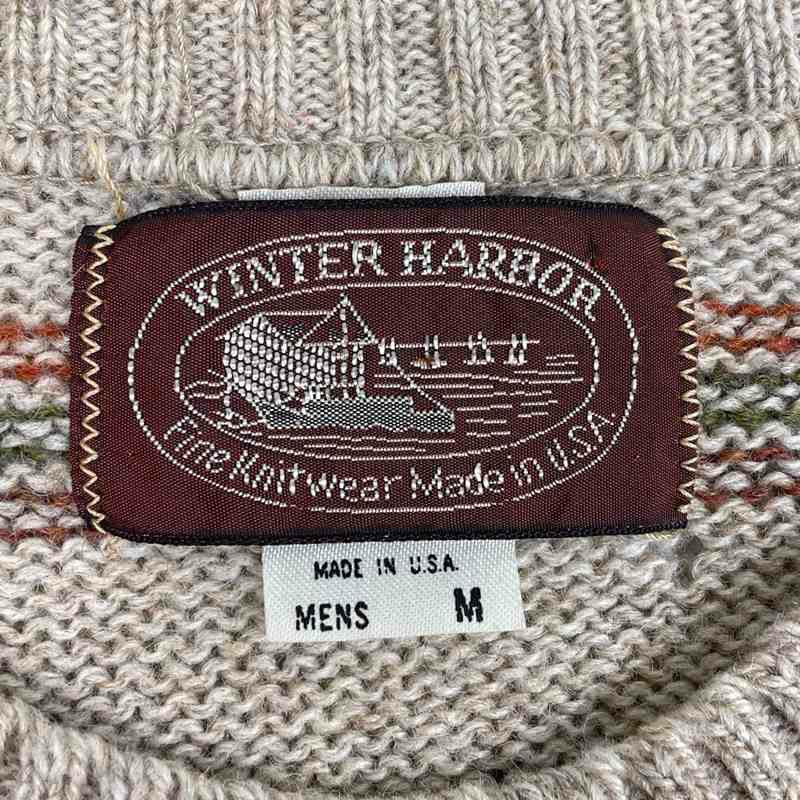 WINTER HARBOR
Fine Knitwear Made in U.S.A.
MADE IN U.S.A.
MENS M